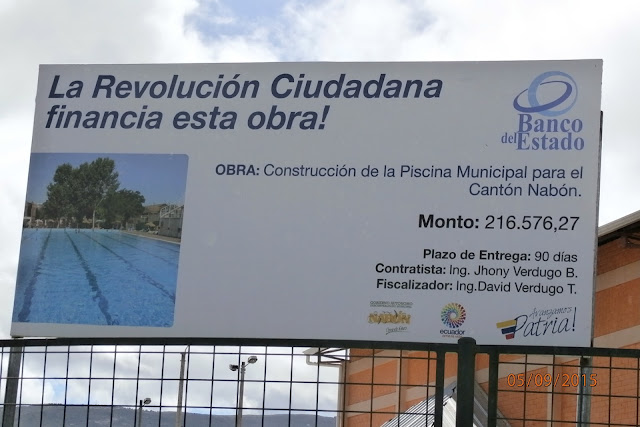 La Revolución Ciudadana
financia esta obra!
Banco
del Estado
OBRA: Construcción de la Piscina Municipal para el
Cantón Nabón.
Monto: 216.576,27
Plazo de Entrega: 90 días
Contratista: Ing. Jhony Verdugo B.
Fiscalizador: Ing.David Verdugo T.
NABÓN
ecuador
¡Avanzamos
Patria!
05/09/2015